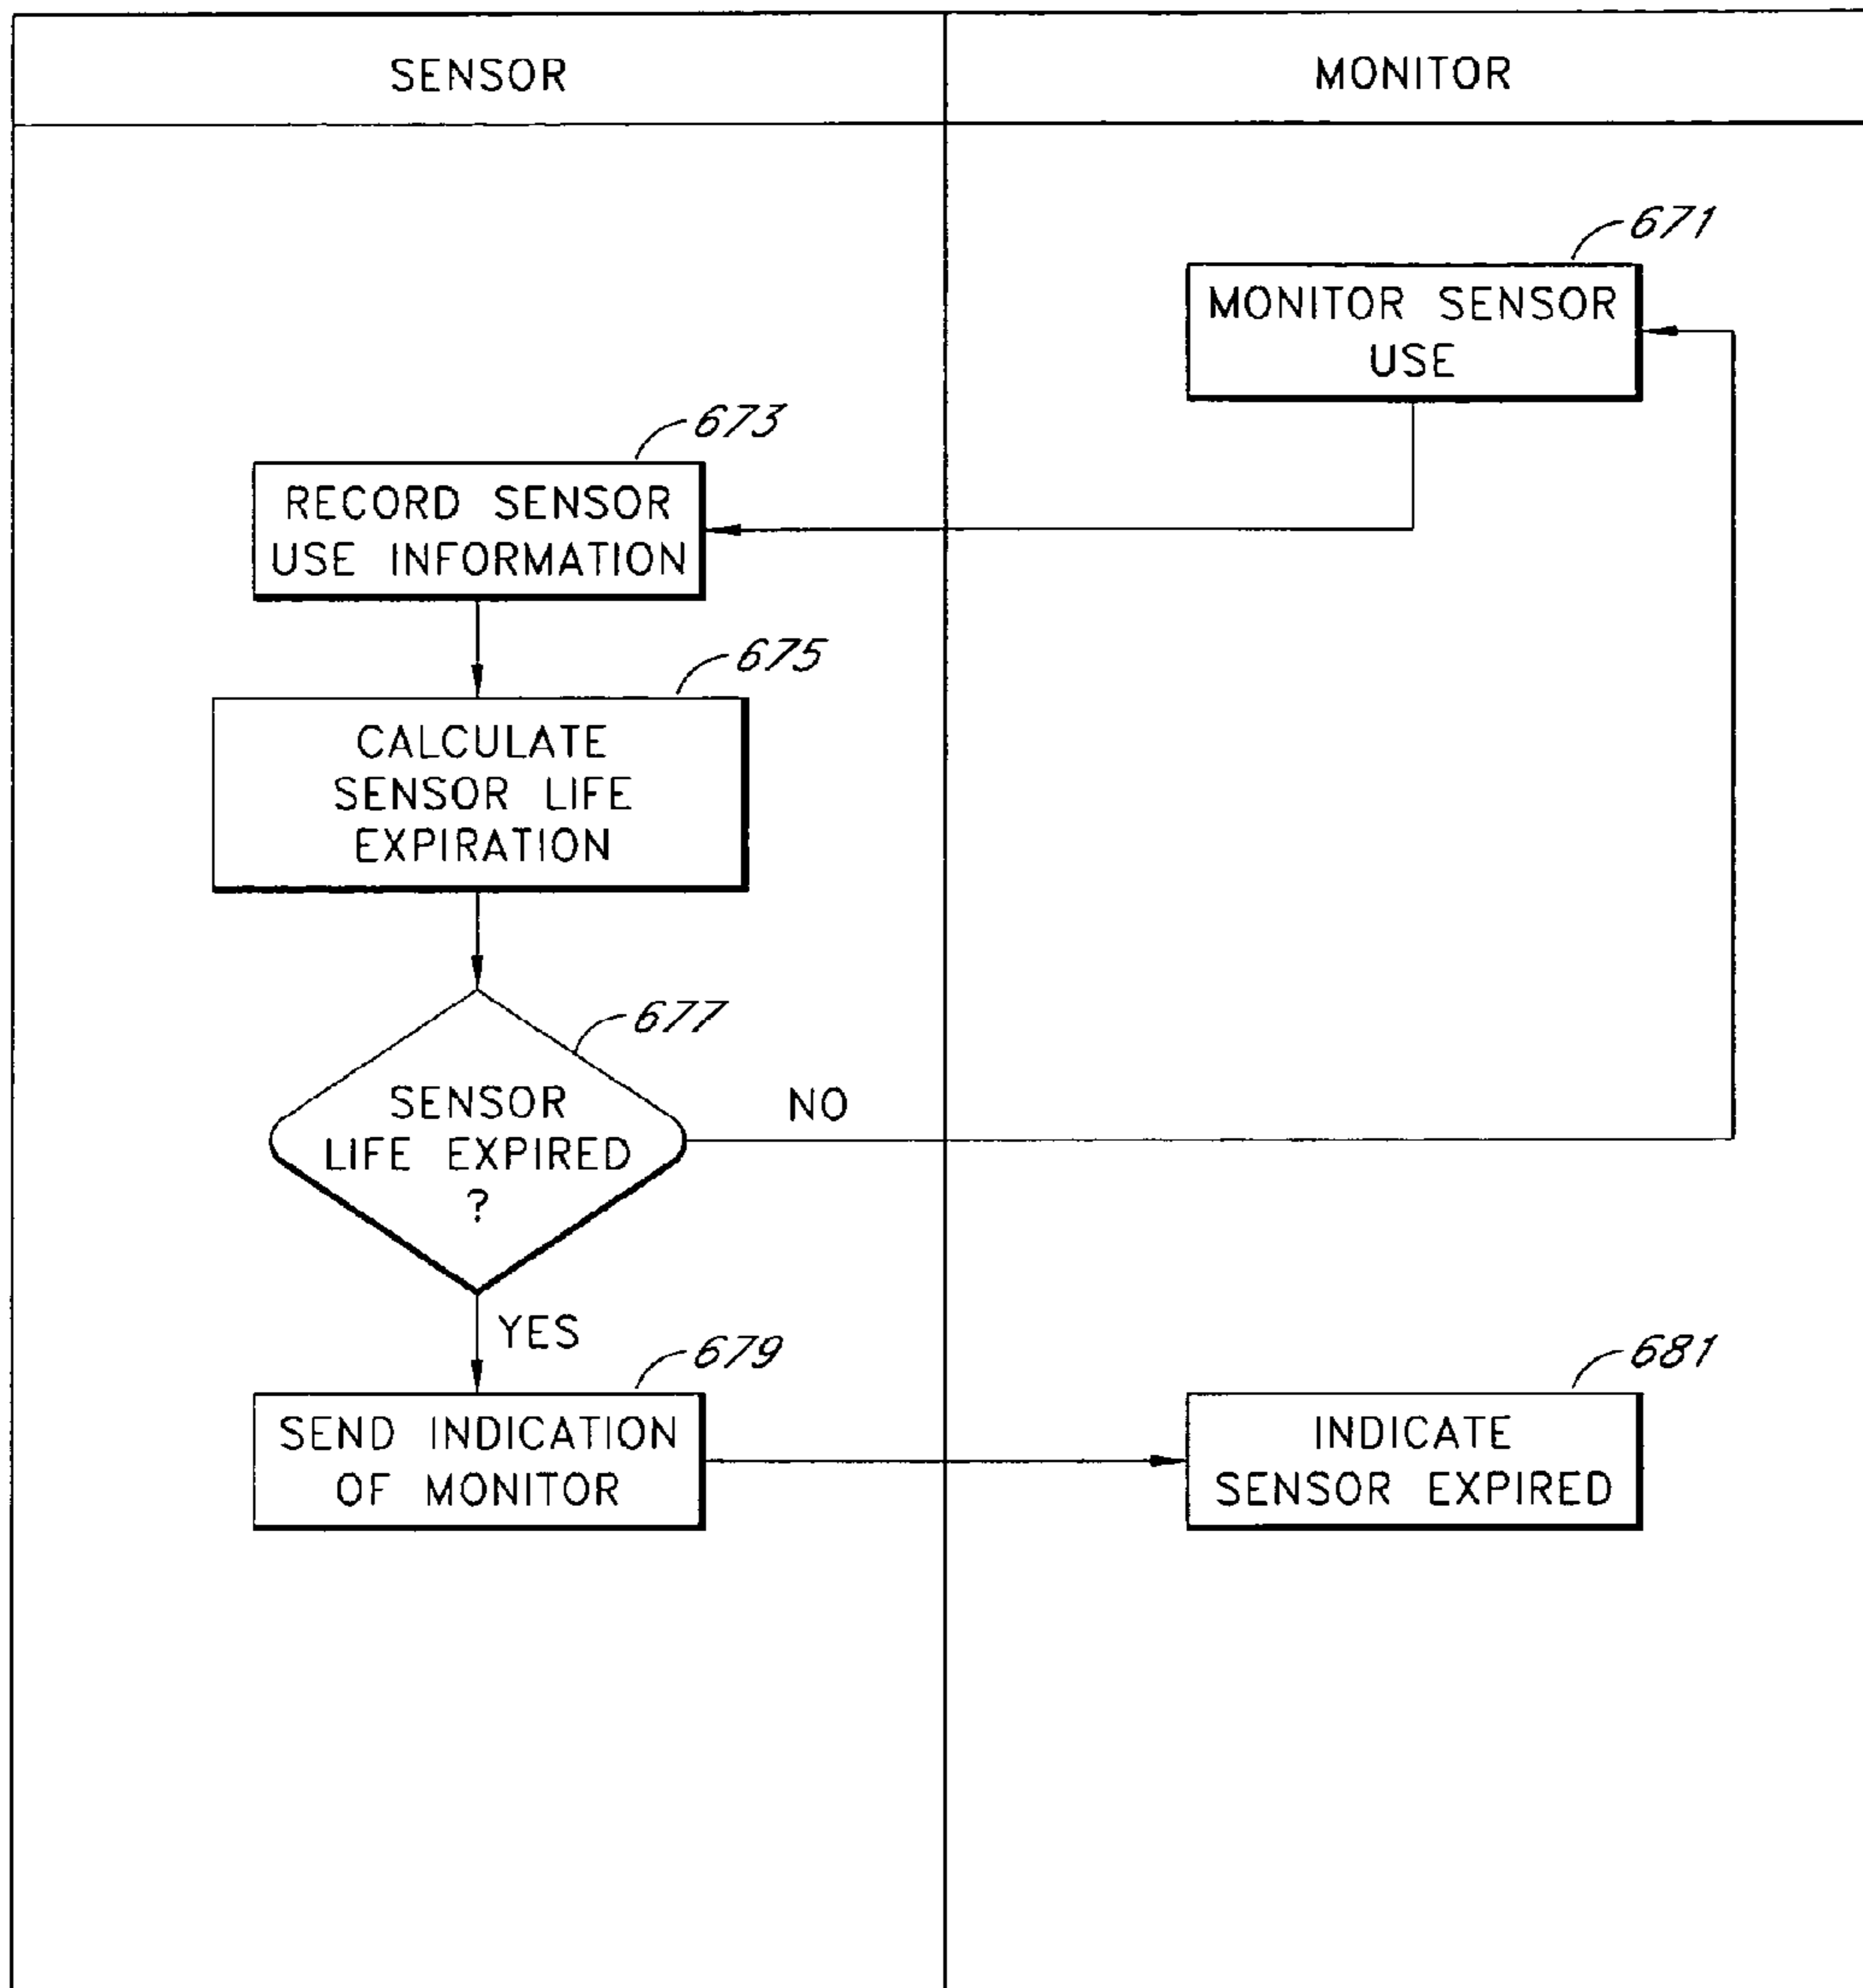 SENSOR
MONITOR
671
MONITOR SENSOR
USE
673
RECORD SENSOR
USE INFORMATION
675
CALCULATE
SENSOR LIFE
EXPIRATION
677
SENSOR
LIFE EXPIRED
?
NO
YES
679
SEND INDICATION
OF MONITOR
681
INDICATE
SENSOR EXPIRED